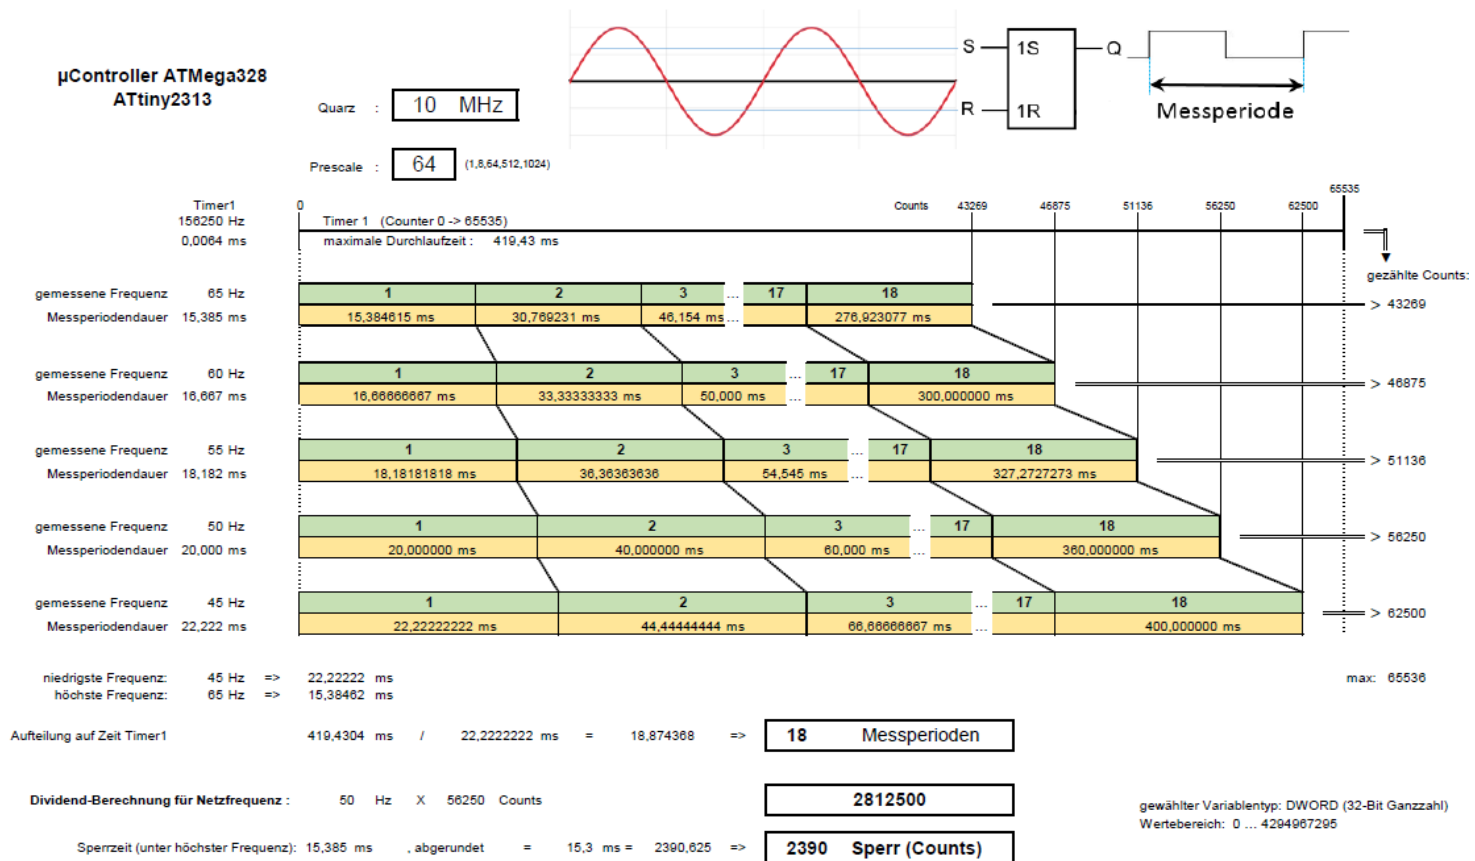 µController ATMega328
ATtiny2313
Quarz : 10 MHz
Prescale : 64 (1,8,64,512,1024)
S 1S Q
R 1R
Messperiode
Timer1
156250 Hz
0,0064 ms
0 Counts 43269 46875 51136 56250 62500 65535
Timer 1 (Counter 0 -> 65535)
maximale Durchlaufzeit : 419,43 ms
gezählte Counts:
gemessene Frequenz 65 Hz 1 2 3 ... 17 18
Messperiodendauer 15,385 ms 15,384615 ms 30,769231 ms 46,154 ms ... 276,923077 ms > 43269
gemessene Frequenz 60 Hz 1 2 3 ... 17 18
Messperiodendauer 16,667 ms 16,66666667 ms 33,33333333 ms 50,000 ms ... 300,000000 ms > 46875
gemessene Frequenz 55 Hz 1 2 3 ... 17 18
Messperiodendauer 18,182 ms 18,18181818 ms 36,36363636 54,545 ms ... 327,2727273 ms > 51136
gemessene Frequenz 50 Hz 1 2 3 ... 17 18
Messperiodendauer 20,000 ms 20,000000 ms 40,000000 ms 60,000 ms ... 360,000000 ms > 56250
gemessene Frequenz 45 Hz 1 2 3 ... 17 18
Messperiodendauer 22,222 ms 22,22222222 ms 44,44444444 ms 66,66666667 ms ... 400,000000 ms > 62500
niedrigste Frequenz: 45 Hz => 22,22222 ms max: 65536
höchste Frequenz: 65 Hz => 15,38462 ms
Aufteilung auf Zeit Timer1 419,4304 ms / 22,2222222 ms = 18,874368 => 18 Messperioden
Dividend-Berechnung für Netzfrequenz : 50 Hz X 56250 Counts 2812500
gewählter Variablentyp: DWORD (32-Bit Ganzzahl)
Wertebereich: 0 ... 4294967295
Sperrzeit (unter höchster Frequenz): 15,385 ms , abgerundet = 15,3 ms = 2390,625 => 2390 Sperr (Counts)